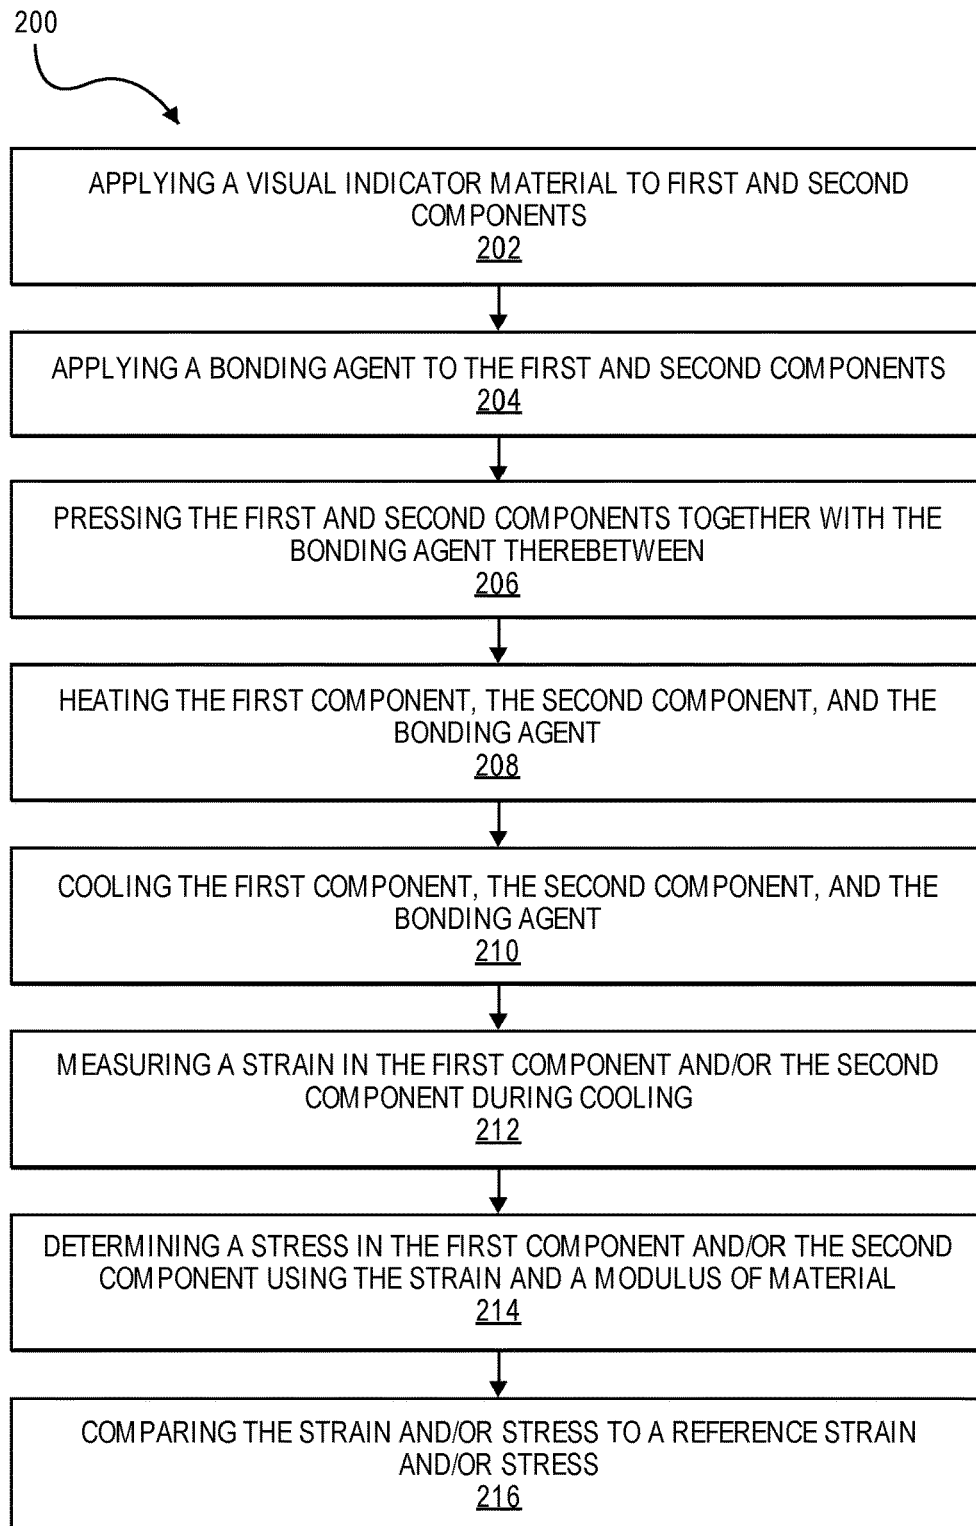 200
APPLYING A VISUAL INDICATOR MATERIAL TO FIRST AND SECOND
COMPONENTS
202
APPLYING A BONDING AGENT TO THE FIRST AND SECOND COMPONENTS
204
PRESSING THE FIRST AND SECOND COMPONENTS TOGETHER WITH THE
BONDING AGENT THEREBETWEEN
206
HEATING THE FIRST COMPONENT, THE SECOND COMPONENT, AND THE
BONDING AGENT
208
COOLING THE FIRST COMPONENT, THE SECOND COMPONENT, AND THE
BONDING AGENT
210
MEASURING A STRAIN IN THE FIRST COMPONENT AND/OR THE SECOND
COMPONENT DURING COOLING
212
DETERMINING A STRESS IN THE FIRST COMPONENT AND/OR THE SECOND
COMPONENT USING THE STRAIN AND A MODULUS OF MATERIAL
214
COMPARING THE STRAIN AND/OR STRESS TO A REFERENCE STRAIN
AND/OR STRESS
216